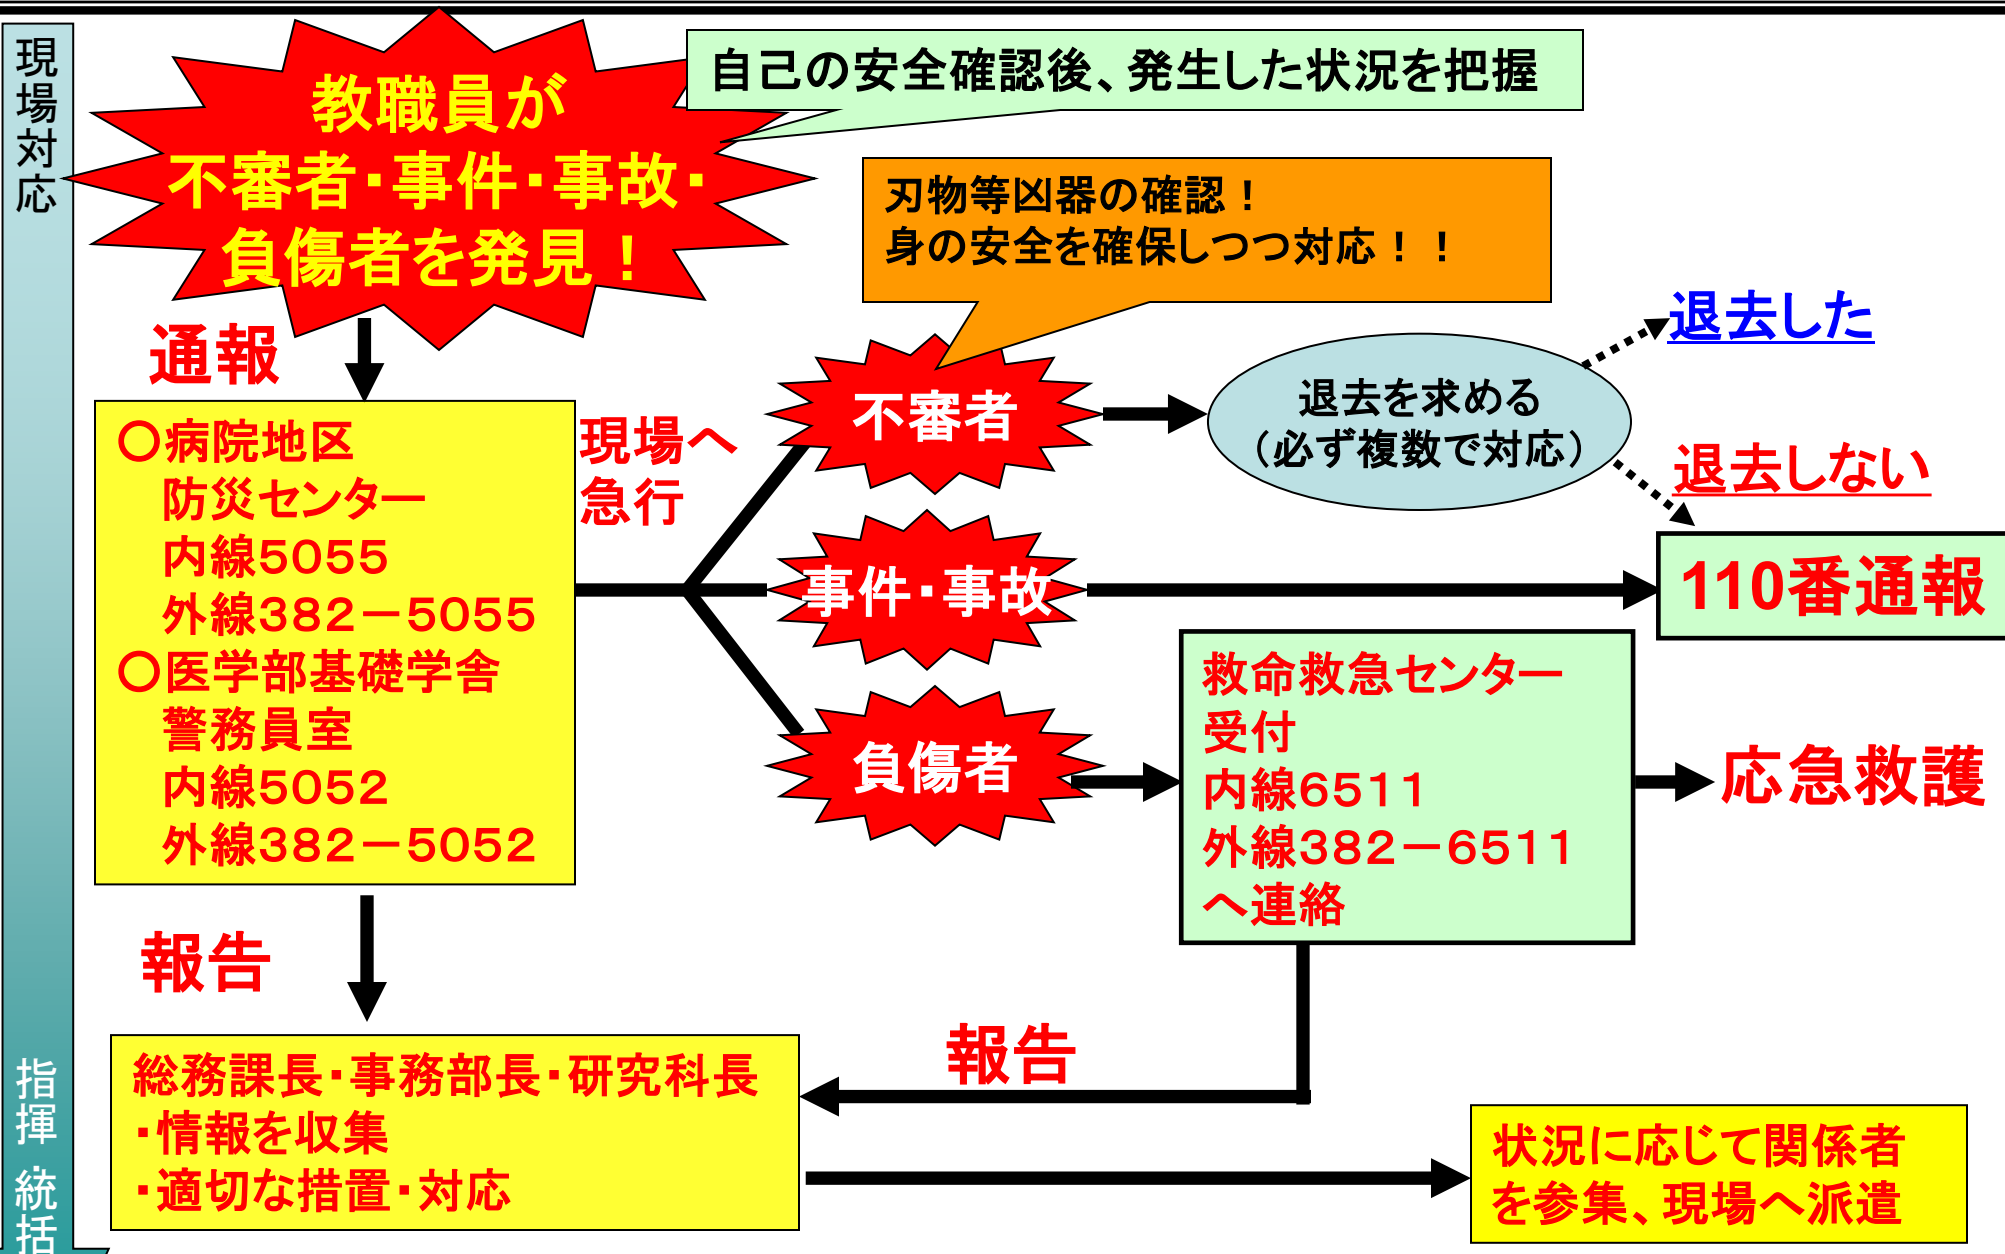 現場対応
教職員が
不審者・事件・事故・
負傷者を発見！
自己の安全確認後、発生した状況を把握
刃物等凶器の確認！
身の安全を確保しつつ対応！！
通報
○病院地区
防災センター
内線５０５５
外線３８２－５０５５
○医学部基礎学舎
警務員室
内線５０５２
外線３８２－５０５２
現場へ
急行
不審者
退去を求める
（必ず複数で対応）
退去した
退去しない
事件・事故
110番通報
負傷者
救命救急センター
受付
内線６５１１
外線３８２－６５１１
へ連絡
応急救護
報告
報告
総務課長・事務部長・研究科長
・情報を収集
・適切な措置・対応
状況に応じて関係者
を参集、現場へ派遣
指揮・統括